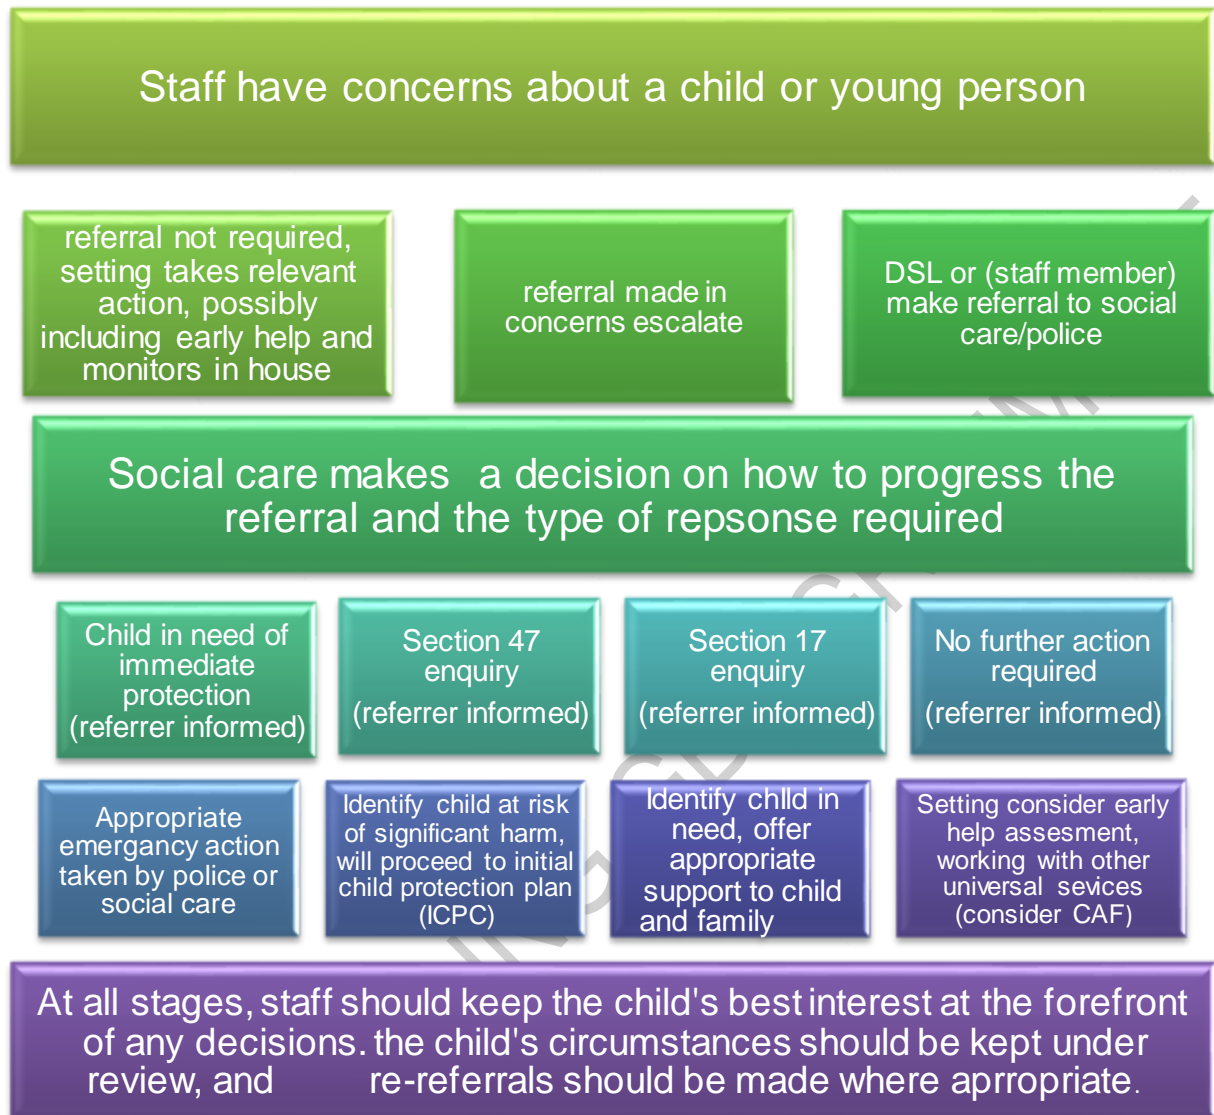 Staff have concerns about a child or young person
referral not required,
setting takes relevant
action, possibly
including early help and
monitors in house
referral made in
concerns escalate
DSL or (staff member)
make referral to social
care/police
Social care makes a decision on how to progress the
referral and the type of repsonse required
Child in need of
immediate
protection
(referrer informed)
Section 47
enquiry
(referrer informed)
Section 17
enquiry
(referrer informed)
No further action
required
(referrer informed)
Appropriate
emergancy action
taken by police or
social care
Identify child at risk
of significant harm,
will proceed to initial
child protection plan
(ICPC)
Identify chlld in
need, offer
appropriate
support to child
and family
Setting consider early
help assesment,
working with other
universal sevices
(consider CAF)
At all stages, staff should keep the child's best interest at the forefront
of any decisions. the child's circumstances should be kept under
review, and re-referrals should be made where aprropriate.